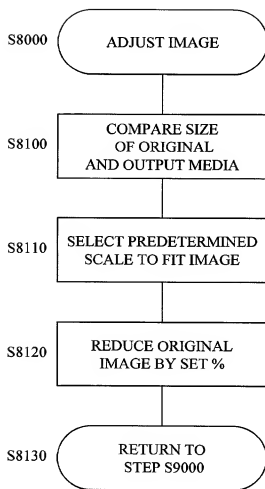 S8000
ADJUST IMAGE
S8100
COMPARE SIZE
OF ORIGINAL
AND OUTPUT MEDIA
S8110
SELECT PREDETERMINED
SCALE TO FIT IMAGE
S8120
REDUCE ORIGINAL
IMAGE BY SET %
S8130
RETURN TO
STEP S9000